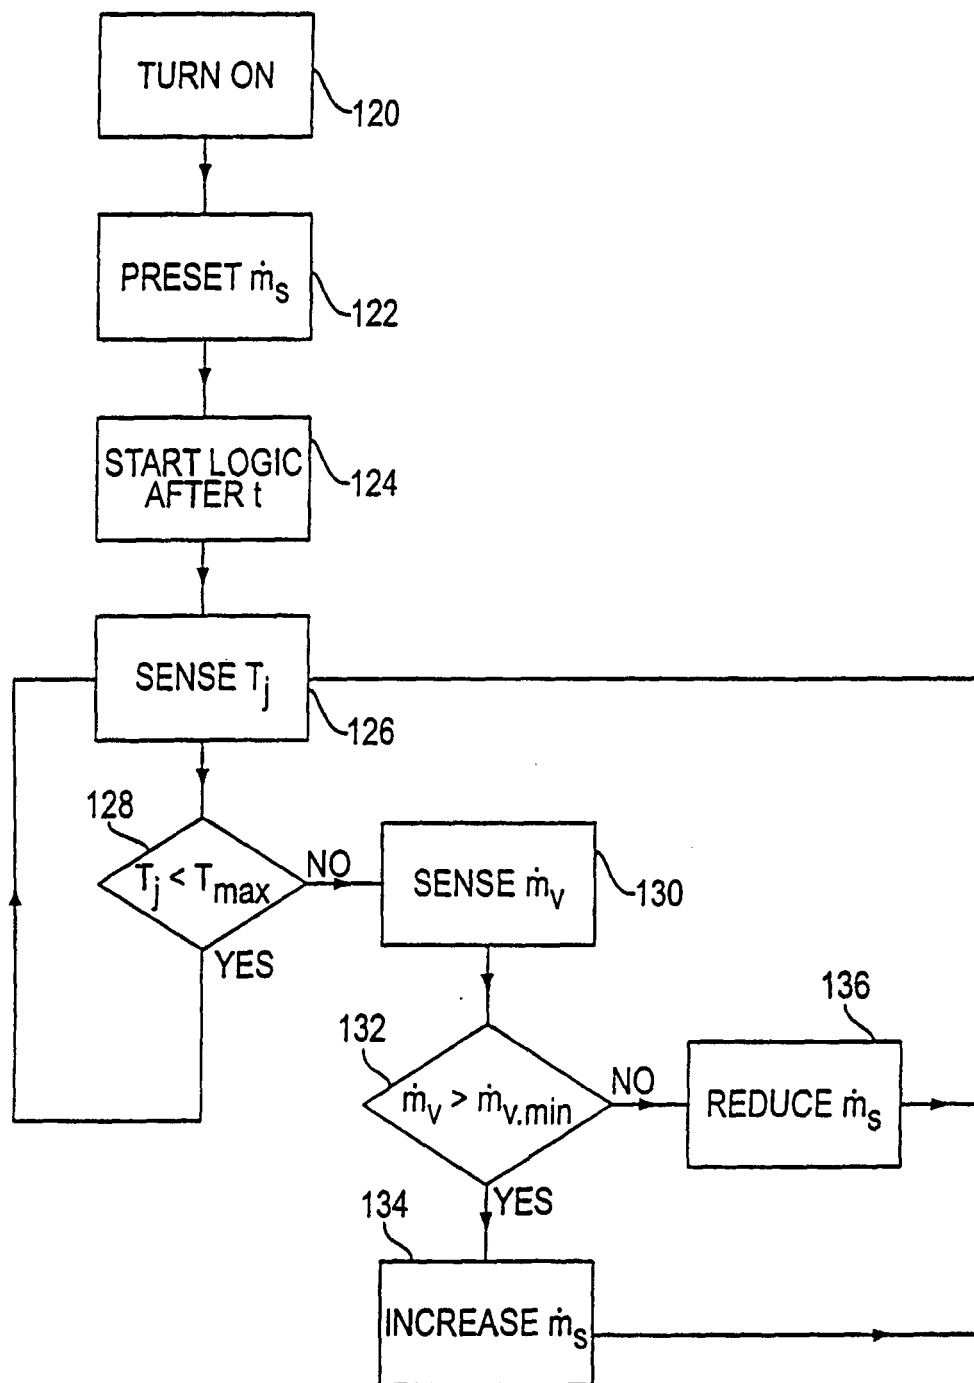 TURN ON
120
PRESET ṁs
122
START LOGIC
AFTER t
124
SENSE Tj
126
128
Tj < Tmax
NO
YES
SENSE ṁv
130
132
ṁv > ṁv.min
NO
YES
136
REDUCE ṁs
134
INCREASE ṁs